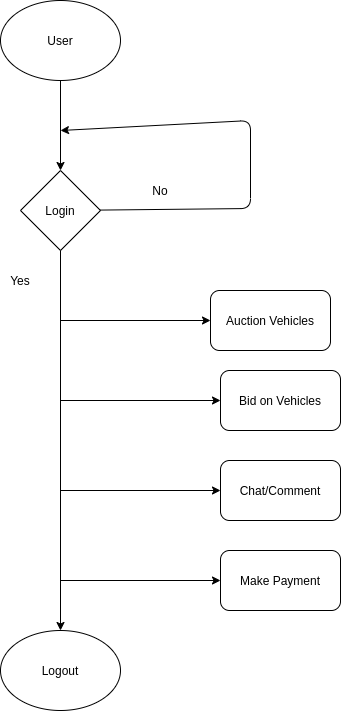 User
No
Login
Yes
Auction Vehicles
Bid on Vehicles
Chat/Comment
Make Payment
Logout